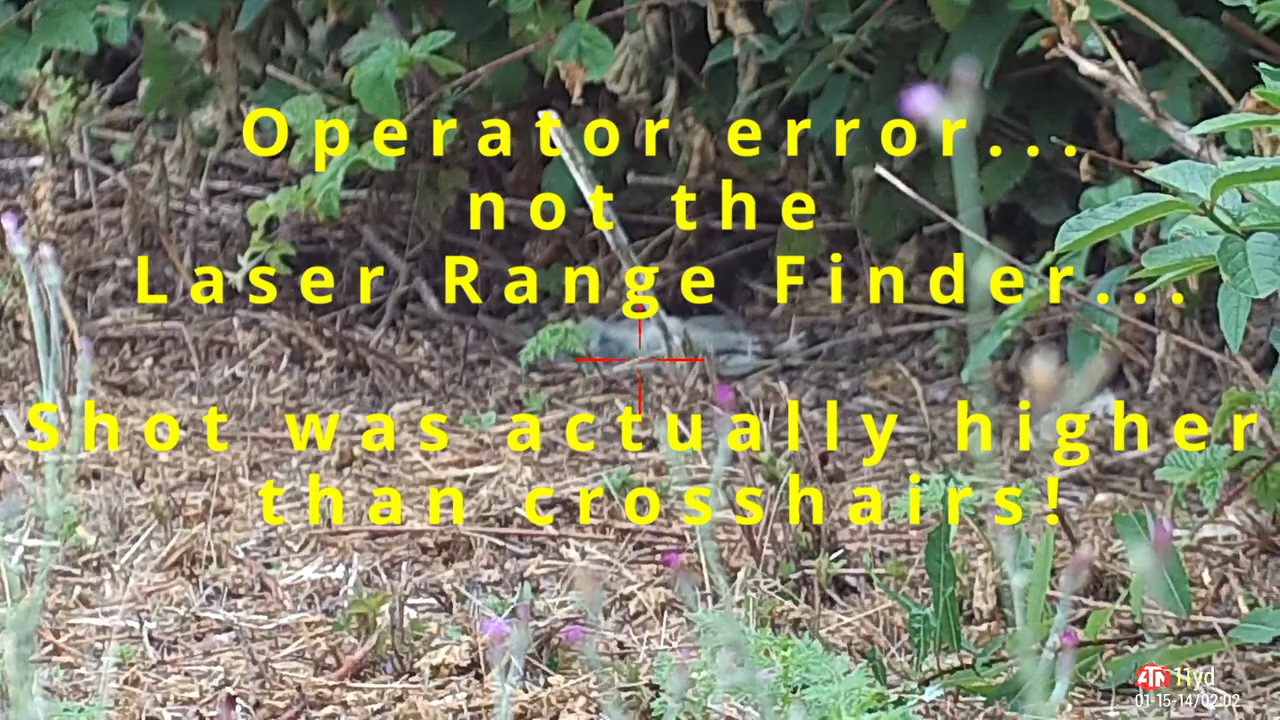 Operator error...
not the
Laser Range Finder...
Shot was actually higher
than crosshairs!
ATN 11yd
01-15-14/02:02